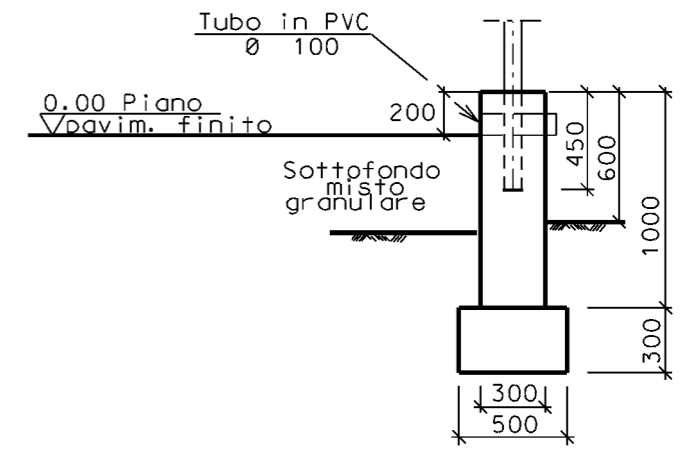 Tubo in PVC
Ø 100
0.00 Piano
pavim. finito
200
450
600
Sottofondo
misto
granulare
1000
300
300
500